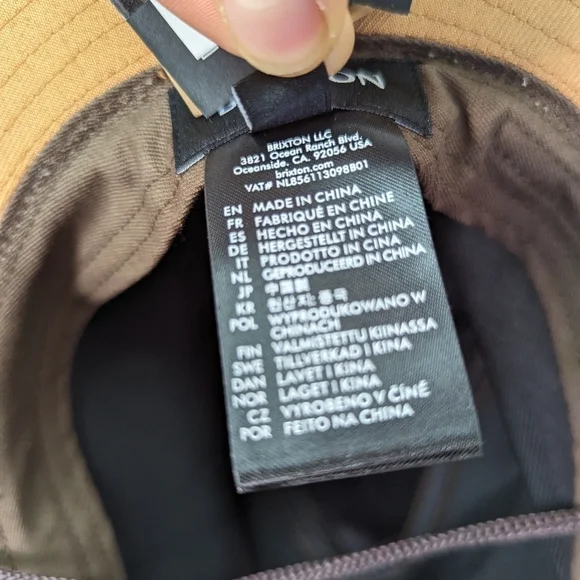 ON
BRIXTON LLC
3821 Ocean Ranch Blvd.
Oceanside, CA. 92056 USA
brixton.com
VAT# NL856113098B01
EN MADE IN CHINA
FR FABRIQUÉ EN CHINE
ES HECHO EN CHINA
DE HERGESTELLT IN CHINA
IT PRODOTTO IN CINA
NL GEPRODUCEERD IN CHINA
JP 中国製
KR 원산지: 중국
POL WYPRODUKOWANO W
CHINACH
FIN VALMISTETTU KIINASSA
SWE TILLVERKAD I KINA
DAN LAVET I KINA
NOR LAGET I KINA
CZ VYROBENO V ČÍNĚ
POR FEITO NA CHINA